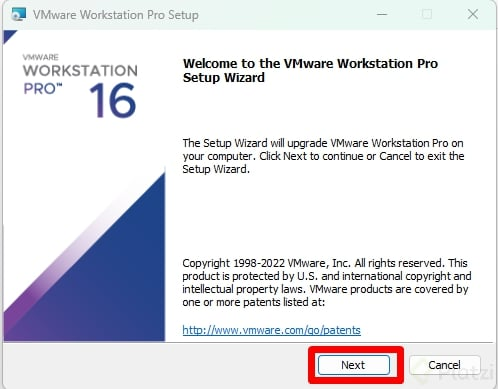 VMware Workstation Pro Setup
VMWARE
WORKSTATION
PRO™ 16
Welcome to the VMware Workstation Pro
Setup Wizard
The Setup Wizard will upgrade VMware Workstation Pro on
your computer. Click Next to continue or Cancel to exit the
Setup Wizard.
Copyright 1998-2022 VMware, Inc. All rights reserved. This
product is protected by U.S. and international copyright and
intellectual property laws. VMware products are covered by
one or more patents listed at:
http://www.vmware.com/go/patents
Next
Cancel
Platzi